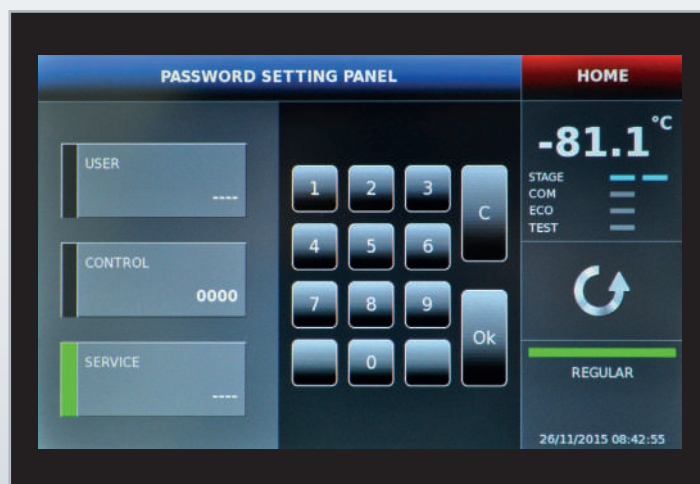 PASSWORD SETTING PANEL
HOME
USER
----
CONTROL
0000
SERVICE
----
1 2 3 C
4 5 6
7 8 9 Ok
0
-81.1 °C
STAGE
COM
ECO
TEST
REGULAR
26/11/2015 08:42:55